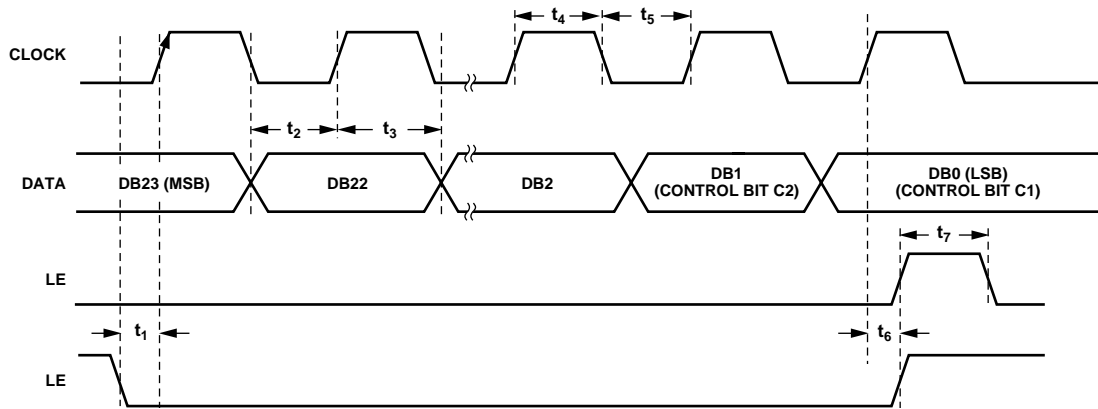 t4
t5
CLOCK
t2
t3
DATA
DB23 (MSB)
DB22
DB2
DB1
(CONTROL BIT C2)
DB0 (LSB)
(CONTROL BIT C1)
t7
LE
t1
t6
LE